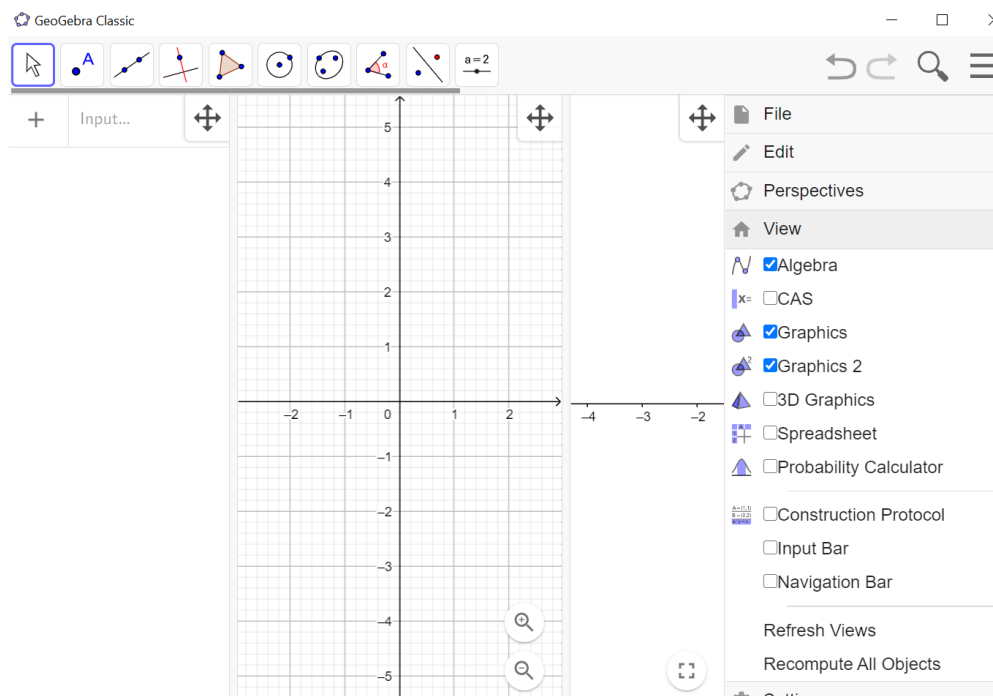 GeoGebra Classic
A
α
a=2
Input...
File
Edit
Perspectives
View
Algebra
x=
CAS
Graphics
2
Graphics 2
3D Graphics
Spreadsheet
Probability Calculator
Construction Protocol
Input Bar
Navigation Bar
Refresh Views
Recompute All Objects
5
4
3
2
1
–2 –1 0 1 2
–1
–2
–3
–4
–5
–4 –3 –2